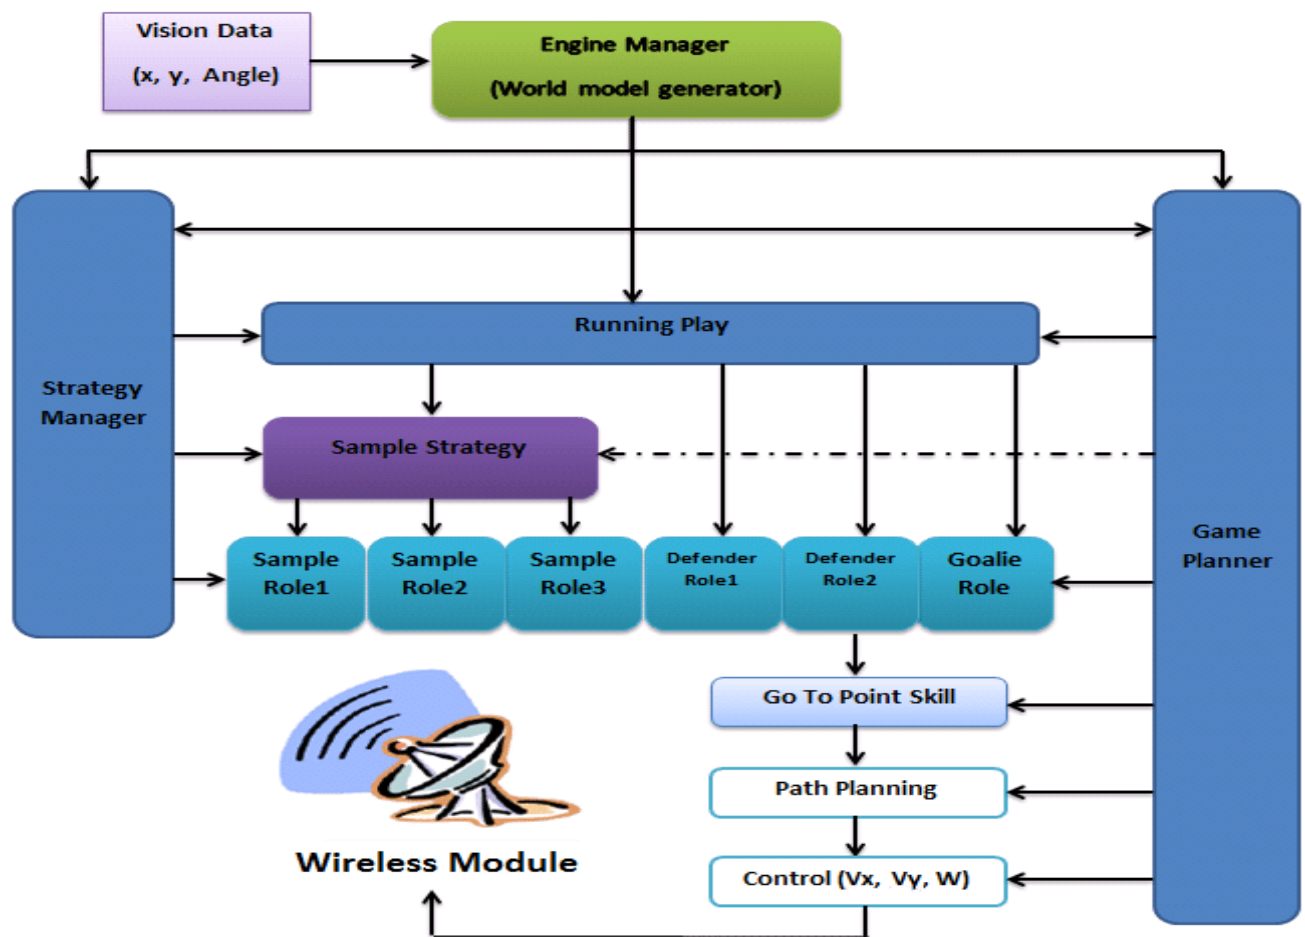 Vision Data
(x, y, Angle)
Engine Manager
(World model generator)
Running Play
Strategy
Manager
Sample Strategy
Game
Planner
Sample
Role1
Sample
Role2
Sample
Role3
Defender
Role1
Defender
Role2
Goalie
Role
Go To Point Skill
Path Planning
Wireless Module
Control (Vx, Vy, W)